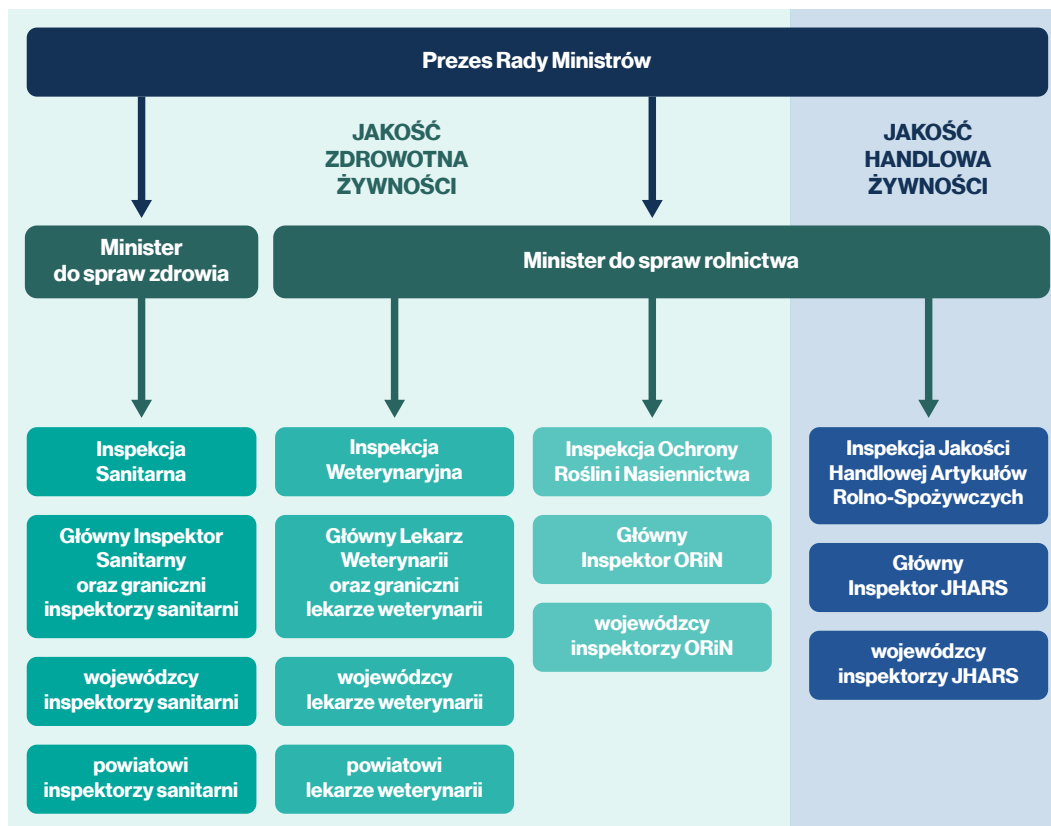 Prezes Rady Ministrów
JAKOŚĆ
ZDROWOTNA
ŻYWNOŚCI
JAKOŚĆ
HANDLOWA
ŻYWNOŚCI
Minister
do spraw zdrowia
Minister do spraw rolnictwa
Inspekcja
Sanitarna
Główny Inspektor
Sanitarny
oraz graniczni
inspektorzy sanitarni
wojewódzcy
inspektorzy sanitarni
powiatowi
inspektorzy sanitarni
Inspekcja
Weterynaryjna
Główny Lekarz
Weterynarii
oraz graniczni
lekarze weterynarii
wojewódzcy
lekarze weterynarii
powiatowi
lekarze weterynarii
Inspekcja Ochrony
Roślin i Nasiennictwa
Główny
Inspektor ORiN
wojewódzcy
inspektorzy ORiN
Inspekcja Jakości
Handlowej Artykułów
Rolno-Spożywczych
Główny
Inspektor JHARS
wojewódzcy
inspektorzy JHARS